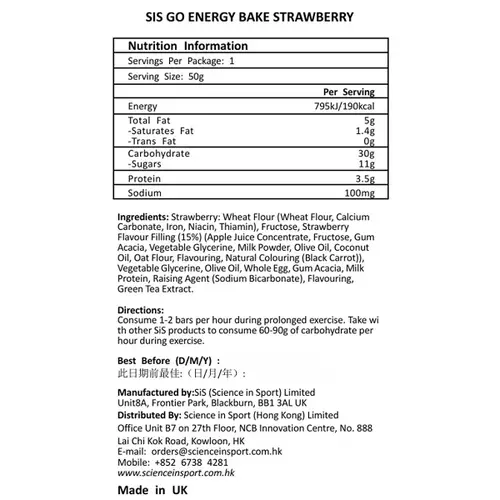 SIS GO ENERGY BAKE STRAWBERRY
Nutrition Information
Servings Per Package: 1
Serving Size: 50g
Per Serving
Energy 795kJ/190kcal
Total Fat 5g
-Saturates Fat 1.4g
-Trans Fat 0g
Carbohydrate 30g
-Sugars 11g
Protein 3.5g
Sodium 100mg
Ingredients: Strawberry: Wheat Flour (Wheat Flour, Calcium
Carbonate, Iron, Niacin, Thiamin), Fructose, Strawberry
Flavour Filling (15%) (Apple Juice Concentrate, Fructose, Gum
Acacia, Vegetable Glycerine, Milk Powder, Olive Oil, Coconut
Oil, Oat Flour, Flavouring, Natural Colouring (Black Carrot)),
Vegetable Glycerine, Olive Oil, Whole Egg, Gum Acacia, Milk
Protein, Raising Agent (Sodium Bicarbonate), Flavouring,
Green Tea Extract.
Directions:
Consume 1-2 bars per hour during prolonged exercise. Take wi
th other SiS products to consume 60-90g of carbohydrate per
hour during exercise.
Best Before (D/M/Y) :
此日期前最佳:（日/月/年）:
Manufactured by:SiS (Science in Sport) Limited
Unit8A, Frontier Park, Blackburn, BB1 3AL UK
Distributed By: Science in Sport (Hong Kong) Limited
Office Unit B7 on 27th Floor, NCB Innovation Centre, No. 888
Lai Chi Kok Road, Kowloon, HK
E-mail: orders@scienceinsport.com.hk
Mobile: +852 6738 4281
www.scienceinsport.com.hk
Made in UK